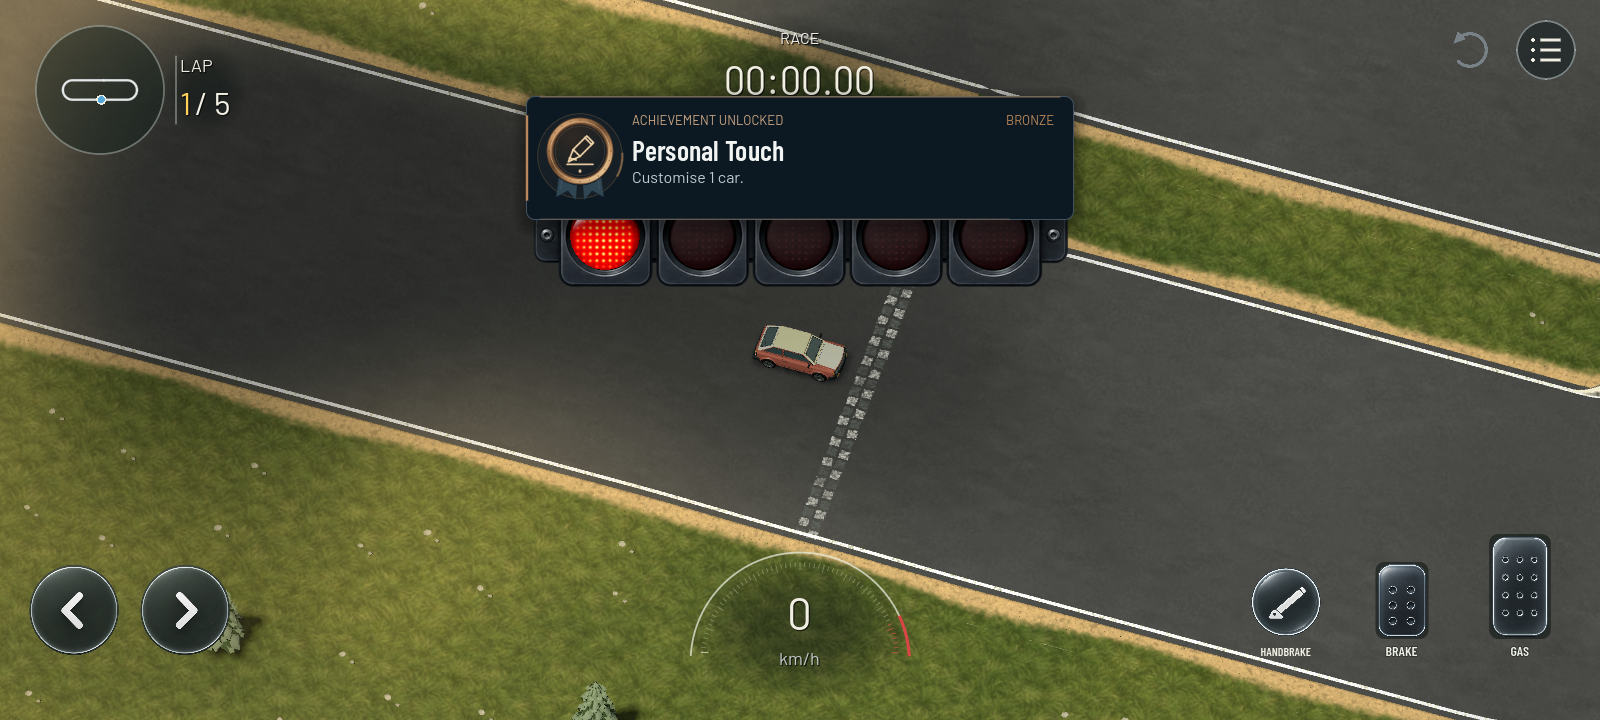 RACE
00:00.00
LAP
1/ 5
ACHIEVEMENT UNLOCKED
BRONZE
Personal Touch
Customise 1 car.
0
km/h
HANDBRAKE
BRAKE
GAS